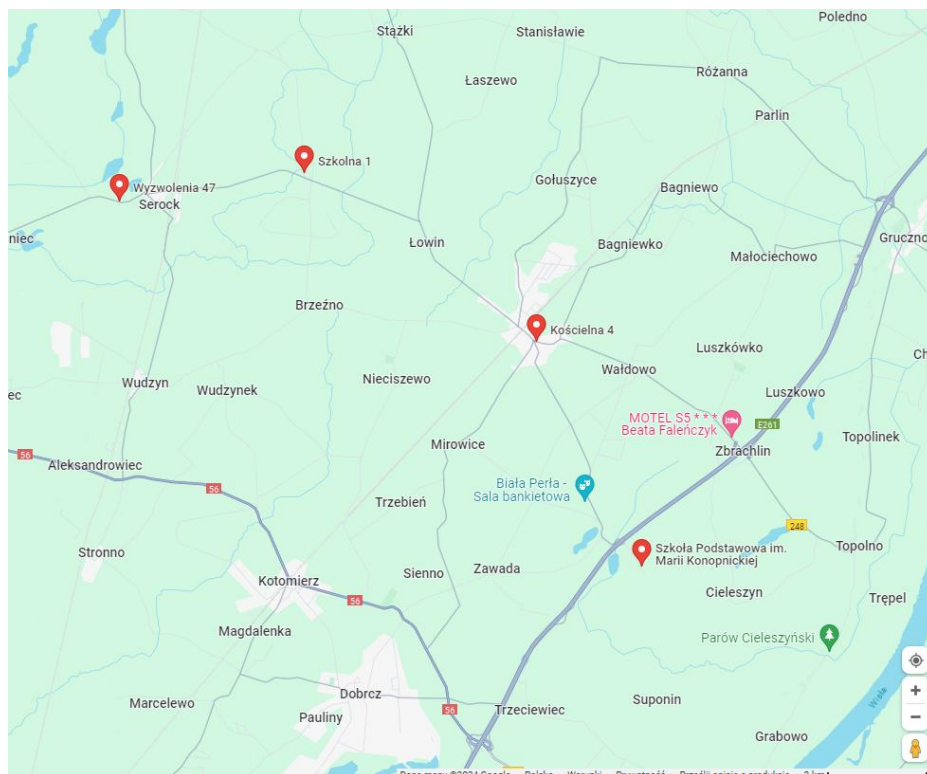 Poledno
Stążki
Stanisławie
Łaszewo
Różanna
Parlin
Szkolna 1
Wyzwolenia 47
Serock
Gołuszyce
Bagniewo
niec
Łowin
Bagniewko
Gruczno
Małociechowo
Brzeźno
Kościelna 4
Luszkówko
Ch
Wałdowo
Nieciszewo
Wudzyn
Wudzynek
ec
Luszkowo
MOTEL S5 ***
Beata Faleńczyk
E261
Topolinek
Mirowice
Zbrachlin
56
Aleksandrowiec
Biała Perła -
Sala bankietowa
56
Trzebień
248
Stronno
Szkoła Podstawowa im.
Marii Konopnickiej
Topolno
Kotomierz
Sienno
Zawada
Cieleszyn
Trępel
56
Magdalenka
Parów Cieleszyński
Dobrcz
Wisła
Marcelewo
Suponin
56
Trzeciewiec
Pauliny
Grabowo